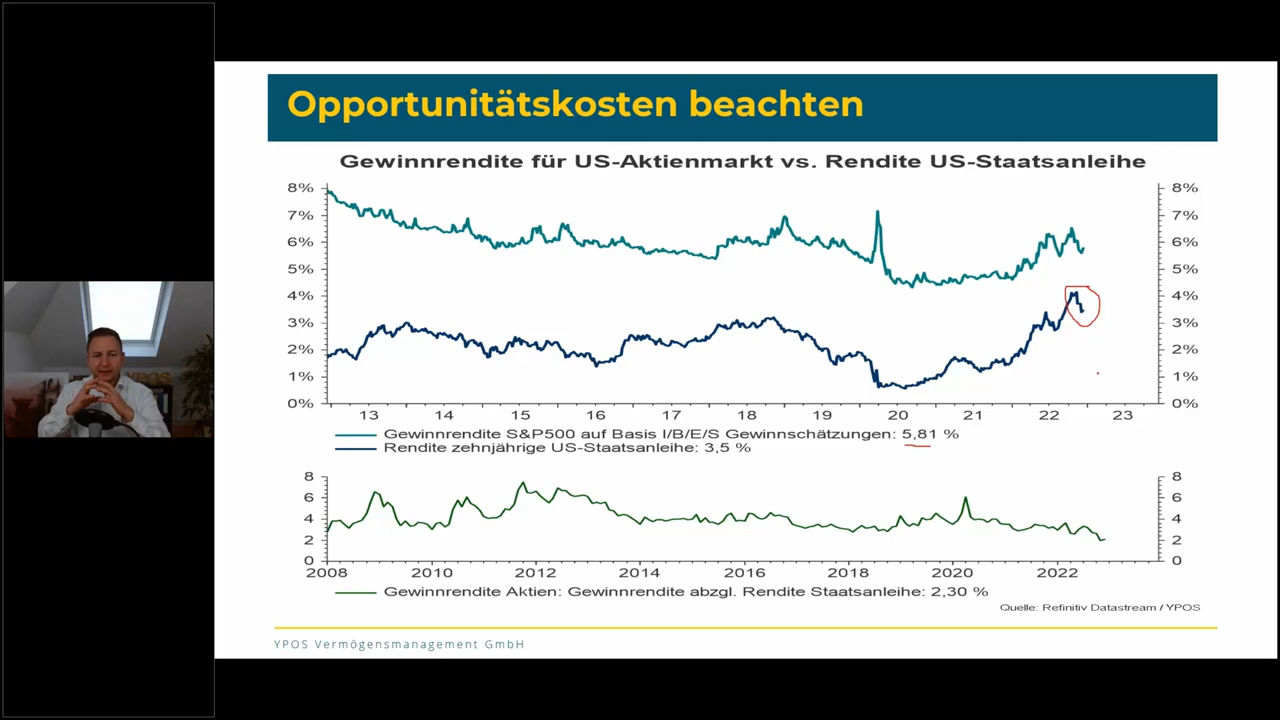 Opportunitätskosten beachten
Gewinnrendite für US-Aktienmarkt vs. Rendite US-Staatsanleihe
8% 8%
7% 7%
6% 6%
5% 5%
4% 4%
3% 3%
2% 2%
1% 1%
0% 0%
13 14 15 16 17 18 19 20 21 22 23
Gewinnrendite S&P500 auf Basis I/B/E/S Gewinnschätzungen: 5,81 %
Rendite zehnjährige US-Staatsanleihe: 3,5 %
8 8
6 6
4 4
2 2
0 0
2008 2010 2012 2014 2016 2018 2020 2022
Gewinnrendite Aktien: Gewinnrendite abzgl. Rendite Staatsanleihe: 2,30 %
Quelle: Refinitiv Datastream / YPOS
YPOS Vermögensmanagement GmbH
YPOS